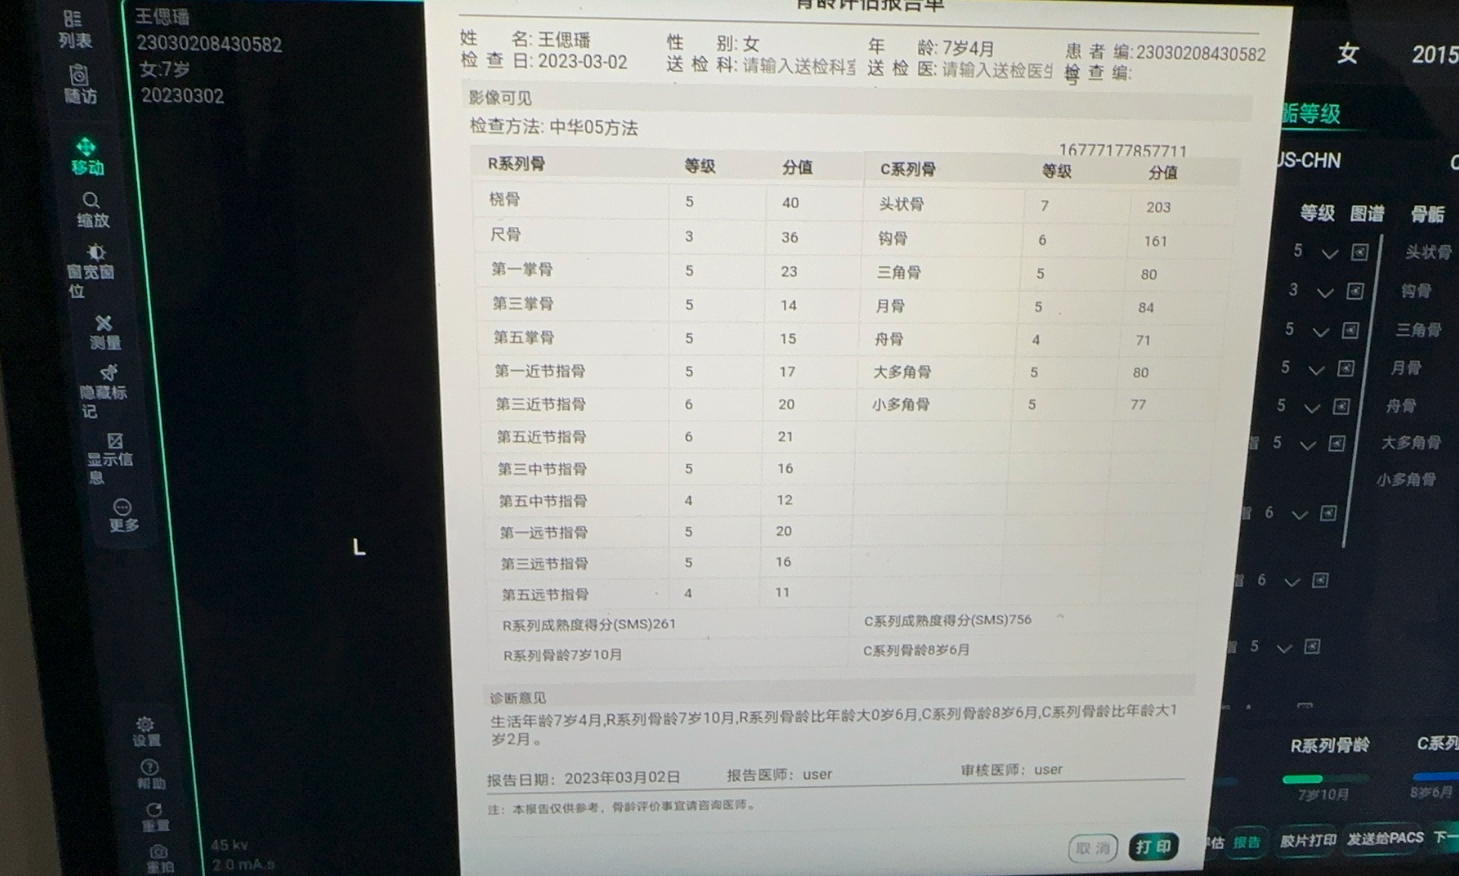 列表
随访
移动
缩放
窗宽窗
位
测量
隐藏标
记
显示信
息
更多
设置
帮助
重置
重拍
王偲璠
23030208430582
女:7岁
20230302
L
45 kv
2.0 mA.s
骨龄评估报告单
姓 名: 王偲璠 性 别: 女 年 龄: 7岁4月 患者编: 23030208430582
检查日: 2023-03-02 送检科: 请输入送检科室 送检医: 请输入送检医生 检查编:
号
影像可见
检查方法: 中华05方法
16777177857711
R系列骨 等级 分值 C系列骨 等级 分值
桡骨 5 40 头状骨 7 203
尺骨 3 36 钩骨 6 161
第一掌骨 5 23 三角骨 5 80
第三掌骨 5 14 月骨 5 84
第五掌骨 5 15 舟骨 4 71
第一近节指骨 5 17 大多角骨 5 80
第三近节指骨 6 20 小多角骨 5 77
第五近节指骨 6 21
第三中节指骨 5 16
第五中节指骨 4 12
第一远节指骨 5 20
第三远节指骨 5 16
第五远节指骨 4 11
R系列成熟度得分(SMS)261 C系列成熟度得分(SMS)756
R系列骨龄7岁10月 C系列骨龄8岁6月
诊断意见
生活年龄7岁4月,R系列骨龄7岁10月,R系列骨龄比年龄大0岁6月,C系列骨龄8岁6月,C系列骨龄比年龄大1
岁2月。
报告日期: 2023年03月02日 报告医师: user 审核医师: user
注: 本报告仅供参考, 骨龄评价事宜请咨询医师。
取消 打印
女 2015
骺等级
US-CHN
等级 图谱 骨骺
5 头状骨
3 钩骨
5 三角骨
5 月骨
5 舟骨
5 大多角骨
小多角骨
6
6
5
R系列骨龄 C系列
7岁10月 8岁6月
评估 报告 胶片打印 发送给PACS 下一